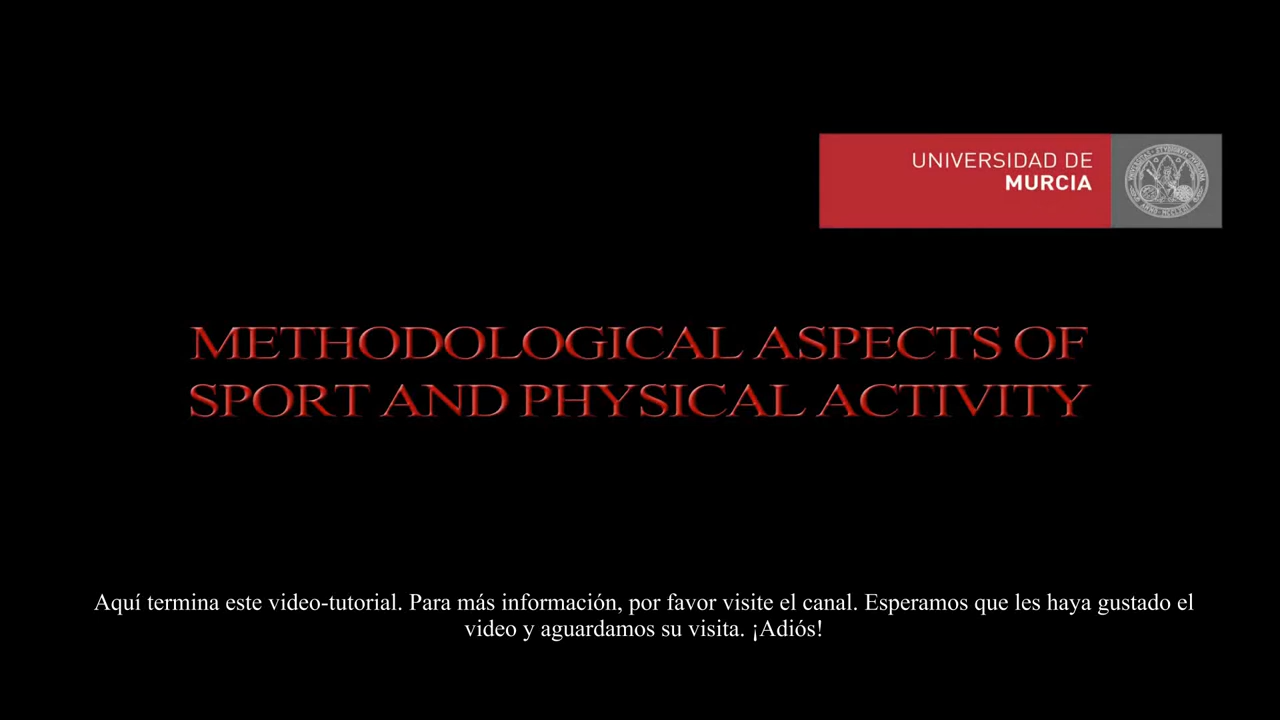 UNIVERSIDAD DE
MURCIA
METHODOLOGICAL ASPECTS OF
SPORT AND PHYSICAL ACTIVITY
Aquí termina este video-tutorial. Para más información, por favor visite el canal. Esperamos que les haya gustado el
video y aguardamos su visita. ¡Adiós!